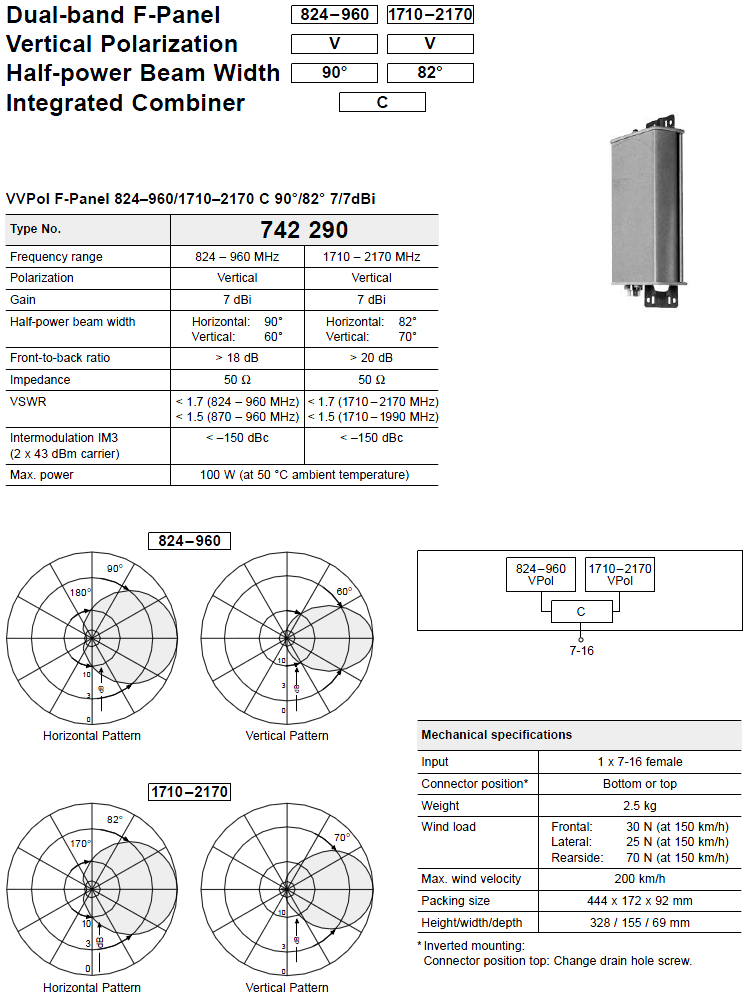 Dual-band F-Panel 824–960 1710–2170
Vertical Polarization V V
Half-power Beam Width 90° 82°
Integrated Combiner C
VVPol F-Panel 824–960/1710–2170 C 90°/82° 7/7dBi
Type No. 742 290
Frequency range 824 – 960 MHz 1710 – 2170 MHz
Polarization Vertical Vertical
Gain 7 dBi 7 dBi
Half-power beam width Horizontal: 90° Horizontal: 82°
Vertical: 60° Vertical: 70°
Front-to-back ratio > 18 dB > 20 dB
Impedance 50 Ω 50 Ω
VSWR < 1.7 (824 – 960 MHz) < 1.7 (1710 – 2170 MHz)
< 1.5 (870 – 960 MHz) < 1.5 (1710 – 1990 MHz)
Intermodulation IM3 < –150 dBc < –150 dBc
(2 x 43 dBm carrier)
Max. power 100 W (at 50 °C ambient temperature)
824–960
90°
180°
10
3
0
dB
Horizontal Pattern
60°
10
3
0
dB
Vertical Pattern
1710–2170
82°
170°
10
3
0
dB
Horizontal Pattern
70°
10
3
0
dB
Vertical Pattern
824–960 1710–2170
VPol VPol
C
7-16
Mechanical specifications
Input 1 x 7-16 female
Connector position* Bottom or top
Weight 2.5 kg
Wind load Frontal: 30 N (at 150 km/h)
Lateral: 25 N (at 150 km/h)
Rearside: 70 N (at 150 km/h)
Max. wind velocity 200 km/h
Packing size 444 x 172 x 92 mm
Height/width/depth 328 / 155 / 69 mm
* Inverted mounting:
Connector position top: Change drain hole screw.